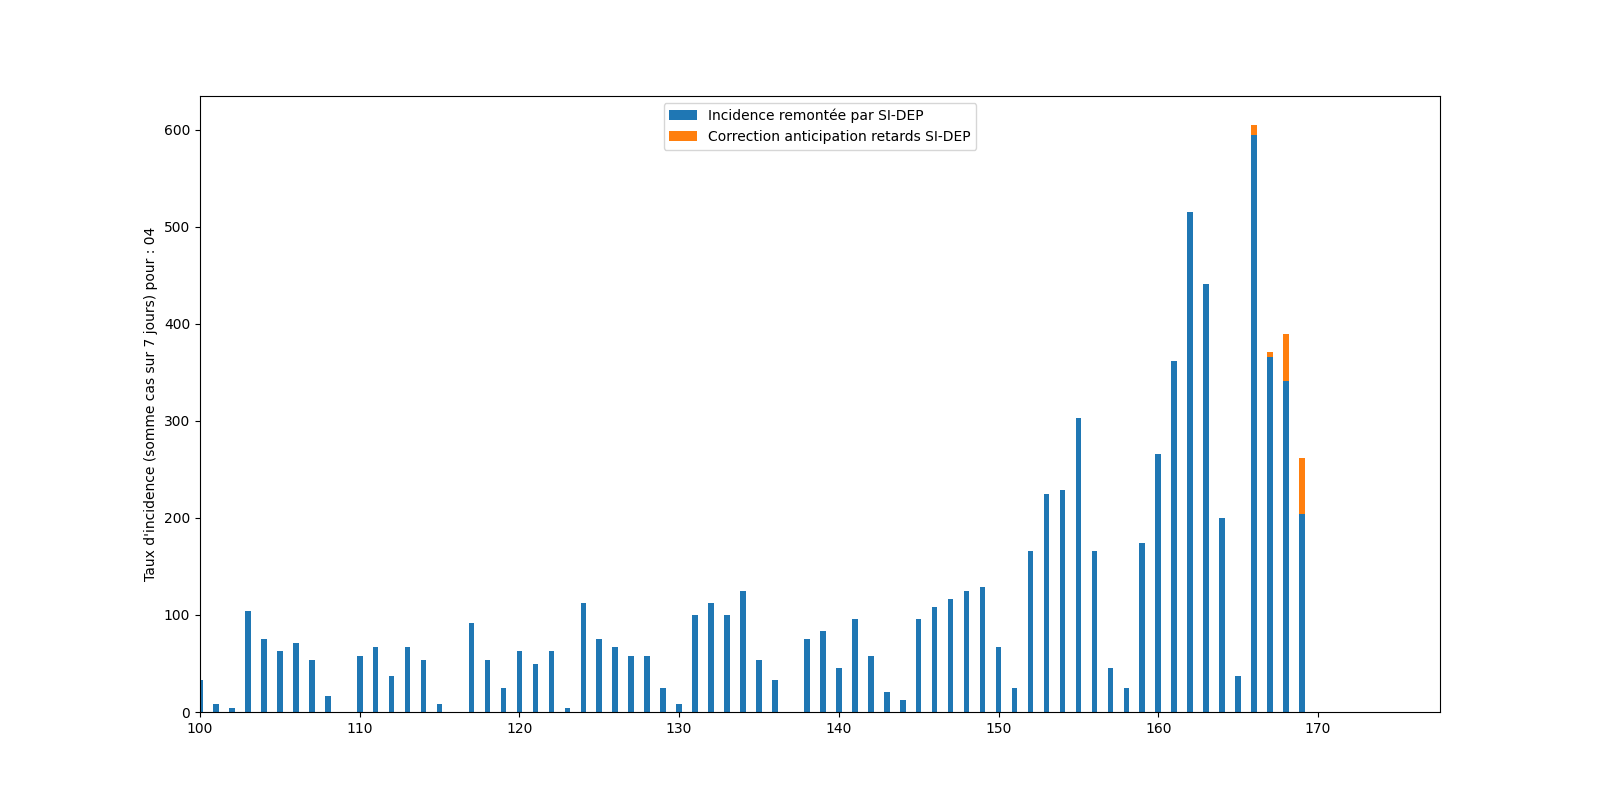 Incidence remontée par SI-DEP
Correction anticipation retards SI-DEP
Taux d'incidence (somme cas sur 7 jours) pour : 04
600
500
400
300
200
100
0
100 110 120 130 140 150 160 170